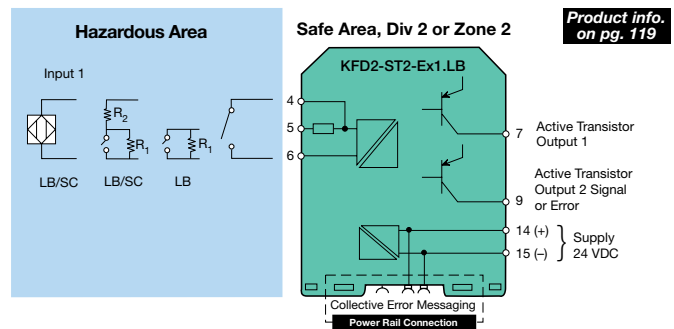 Hazardous Area
Safe Area, Div 2 or Zone 2
Product info.
on pg. 119
Input 1
KFD2-ST2-Ex1.LB
R2
R1
R1
LB/SC
LB/SC
LB
4
5
6
7
Active Transistor
Output 1
9
Active Transistor
Output 2 Signal
or Error
14 (+)
15 (–)
Supply
24 VDC
Collective Error Messaging
Power Rail Connection